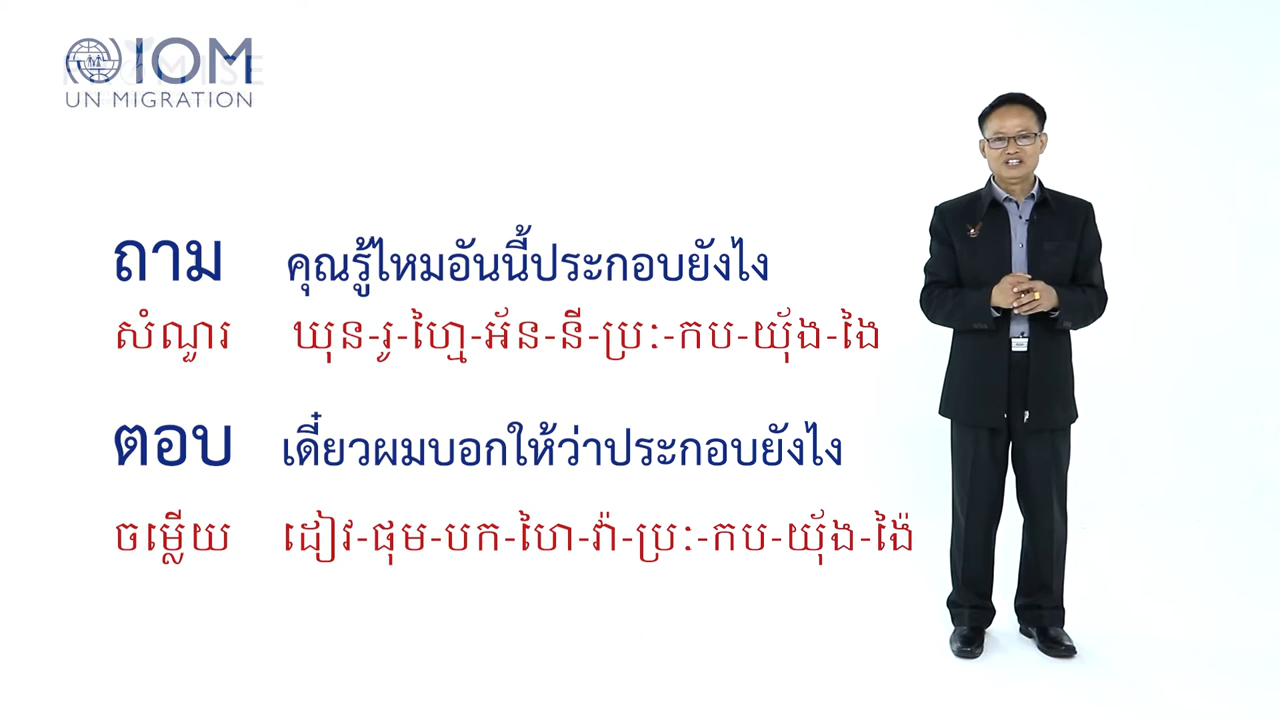 IOM
UN MIGRATION
ถาม คุณรู้ไหมอันนี้ประกอบยังไง
សំណួរ ឃុន-រូ-ហ្មៃ-អ័ន-នី-ប្រៈ-កប-យ៉័ង-ងៃ
ตอบ เดี๋ยวผมบอกให้ว่าประกอบยังไง
ចម្លើយ ដៀវ-ផុម-បក-ហៃ-វ៉ា-ប្រៈ-កប-យ៉័ង-ង៉ៃ